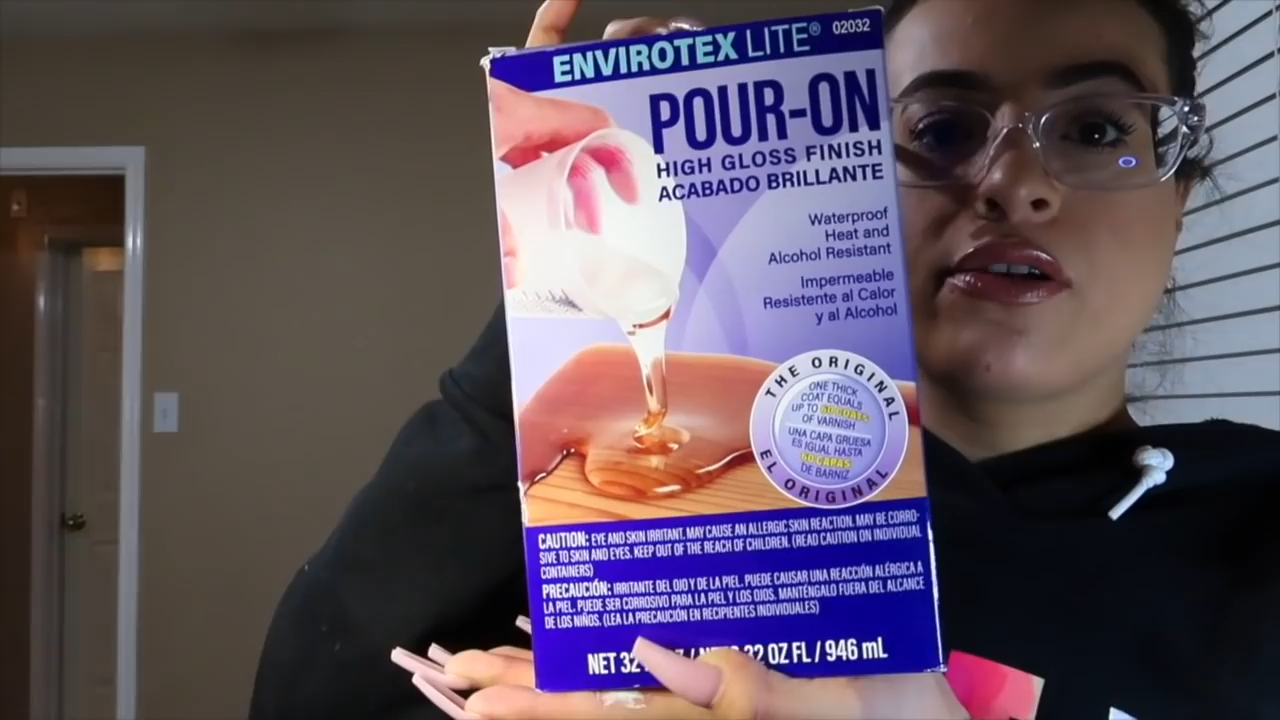 ENVIROTEX LITE® 02032
POUR-ON
HIGH GLOSS FINISH
ACABADO BRILLANTE
Waterproof
Heat and
Alcohol Resistant
Impermeable
Resistente al Calor
y al Alcohol
THE ORIGINAL
ONE THICK
COAT EQUALS
UP TO 60 COATS
OF VARNISH
UNA CAPA GRUESA
ES IGUAL HASTA
60 CAPAS
DE BARNIZ
EL ORIGINAL
CAUTION: EYE AND SKIN IRRITANT. MAY CAUSE AN ALLERGIC SKIN REACTION. MAY BE CORRO-
SIVE TO SKIN AND EYES. KEEP OUT OF THE REACH OF CHILDREN. (READ CAUTION ON INDIVIDUAL
CONTAINERS)
PRECAUCIÓN: IRRITANTE DEL OJO Y DE LA PIEL. PUEDE CAUSAR UNA REACCIÓN ALÉRGICA A
LA PIEL. PUEDE SER CORROSIVO PARA LA PIEL Y LOS OJOS. MANTÉNGALO FUERA DEL ALCANCE
DE LOS NIÑOS. (LEA LA PRECAUCIÓN EN RECIPIENTES INDIVIDUALES)
NET 32 OZ FL / 946 mL